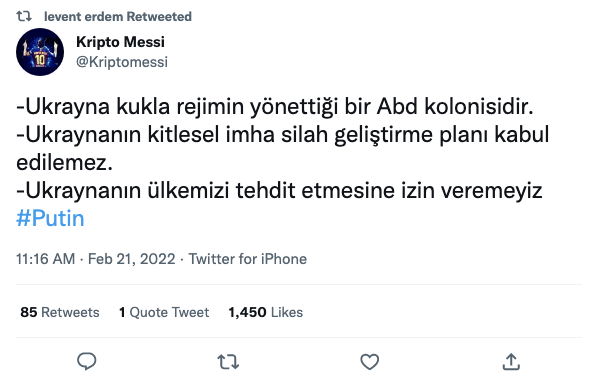 levent erdem Retweeted
Kripto Messi
@Kriptomessi
-Ukrayna kukla rejimin yönettiği bir Abd kolonisidir.
-Ukraynanın kitlesel imha silah geliştirme planı kabul
edilemez.
-Ukraynanın ülkemizi tehdit etmesine izin veremeyiz
#Putin
11:16 AM · Feb 21, 2022 · Twitter for iPhone
85 Retweets 1 Quote Tweet 1,450 Likes